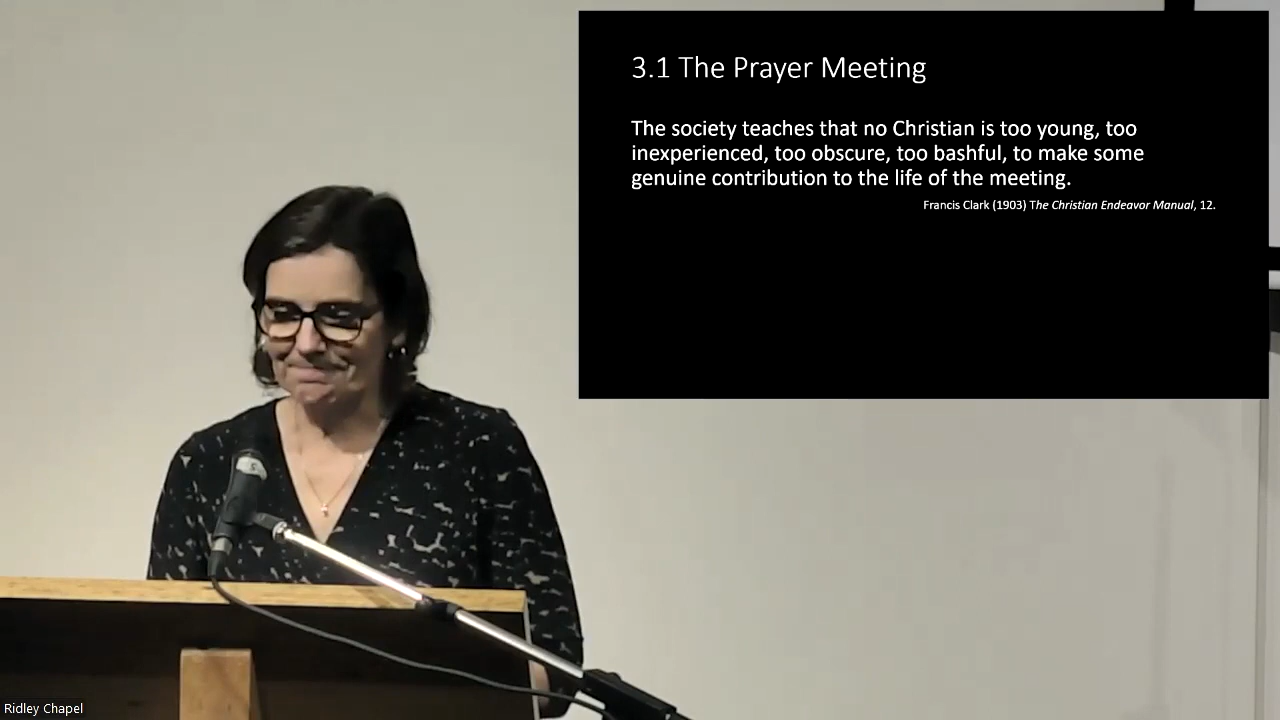 3.1 The Prayer Meeting
The society teaches that no Christian is too young, too
inexperienced, too obscure, too bashful, to make some
genuine contribution to the life of the meeting.
Francis Clark (1903) The Christian Endeavor Manual, 12.
Ridley Chapel